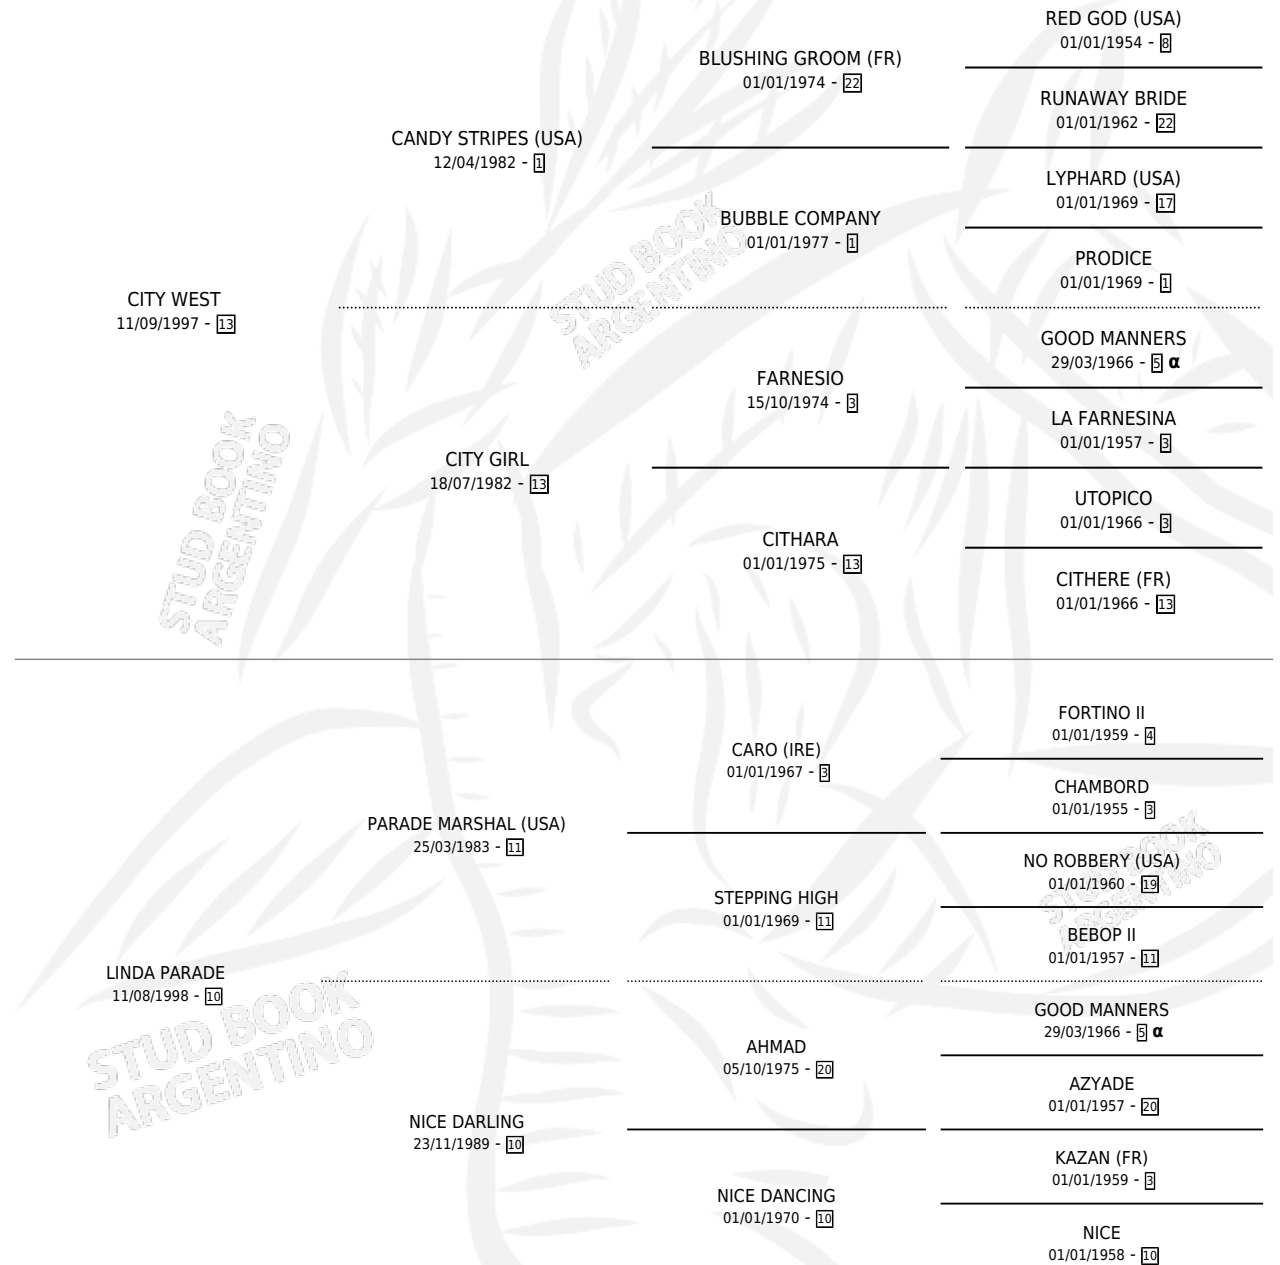 RED GOD (USA)
01/01/1954 - 8
BLUSHING GROOM (FR)
01/01/1974 - 22
RUNAWAY BRIDE
01/01/1962 - 22
CANDY STRIPES (USA)
12/04/1982 - 1
LYPHARD (USA)
01/01/1969 - 17
BUBBLE COMPANY
01/01/1977 - 1
PRODICE
01/01/1969 - 1
STUD BOOK
ARGENTINO
CITY WEST
11/09/1997 - 13
GOOD MANNERS
29/03/1966 - 5 α
FARNESIO
15/10/1974 - 3
LA FARNESINA
01/01/1957 - 3
CITY GIRL
18/07/1982 - 13
UTOPICO
01/01/1966 - 3
CITHARA
01/01/1975 - 13
CITHERE (FR)
01/01/1966 - 13
STUD BOOK
ARGENTINO
FORTINO II
01/01/1959 - 4
CARO (IRE)
01/01/1967 - 3
CHAMBORD
01/01/1955 - 3
PARADE MARSHAL (USA)
25/03/1983 - 11
NO ROBBERY (USA)
01/01/1960 - 19
STEPPING HIGH
01/01/1969 - 11
BEBOP II
01/01/1957 - 11
STUD BOOK
ARGENTINO
LINDA PARADE
11/08/1998 - 10
GOOD MANNERS
29/03/1966 - 5 α
AHMAD
05/10/1975 - 20
AZYADE
01/01/1957 - 20
STUD BOOK
ARGENTINO
NICE DARLING
23/11/1989 - 10
KAZAN (FR)
01/01/1959 - 3
NICE DANCING
01/01/1970 - 10
NICE
01/01/1958 - 10